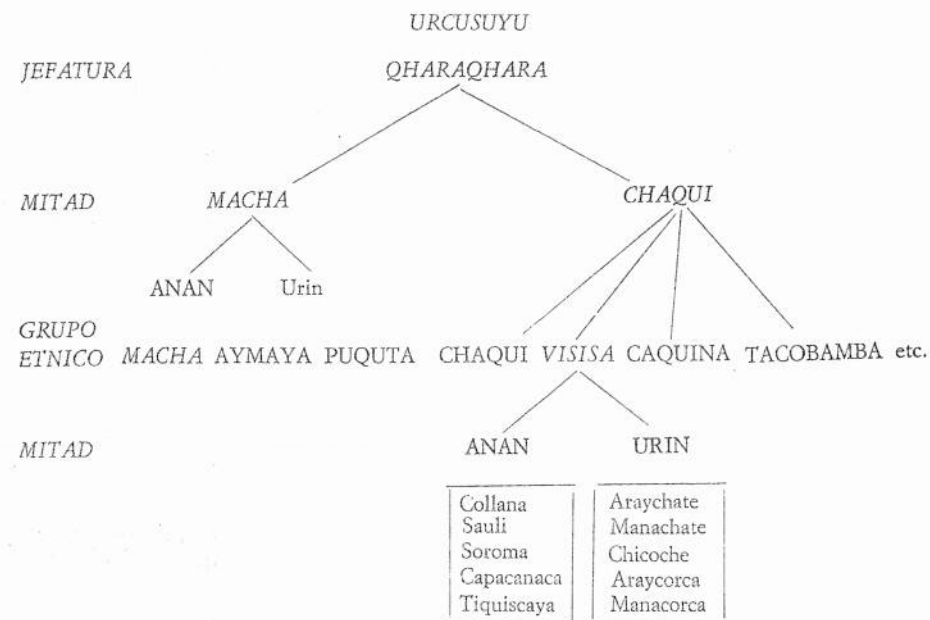 URCUSUYU
JEFATURA QHARAQHARA
MITAD MACHA CHAQUI
ANAN Urin
GRUPO
ETNICO MACHA AYMAYA PUQUTA CHAQUI VISISA CAQUINA TACOBAMBA etc.
MITAD ANAN URIN
Collana Araychate
Sauli Manachate
Soroma Chicoche
Capacanaca Araycorca
Tiquiscaya Manacorca